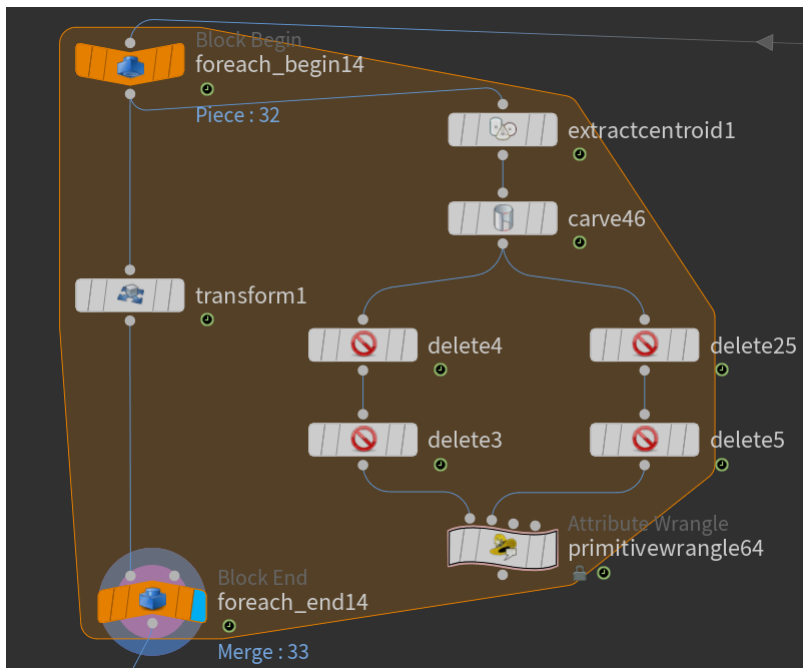 Block Begin
foreach_begin14
Piece : 32
extractcentroid1
carve46
transform1
delete4
delete25
delete3
delete5
Attribute Wrangle
primitivewrangle64
Block End
foreach_end14
Merge : 33